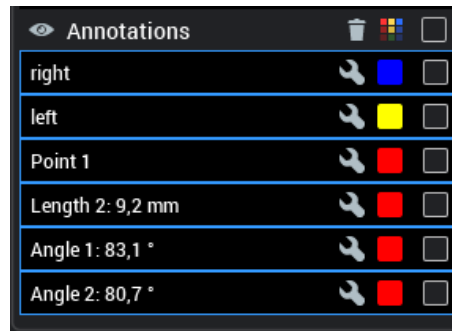 Annotations
right
left
Point 1
Length 2: 9,2 mm
Angle 1: 83,1 °
Angle 2: 80,7 °